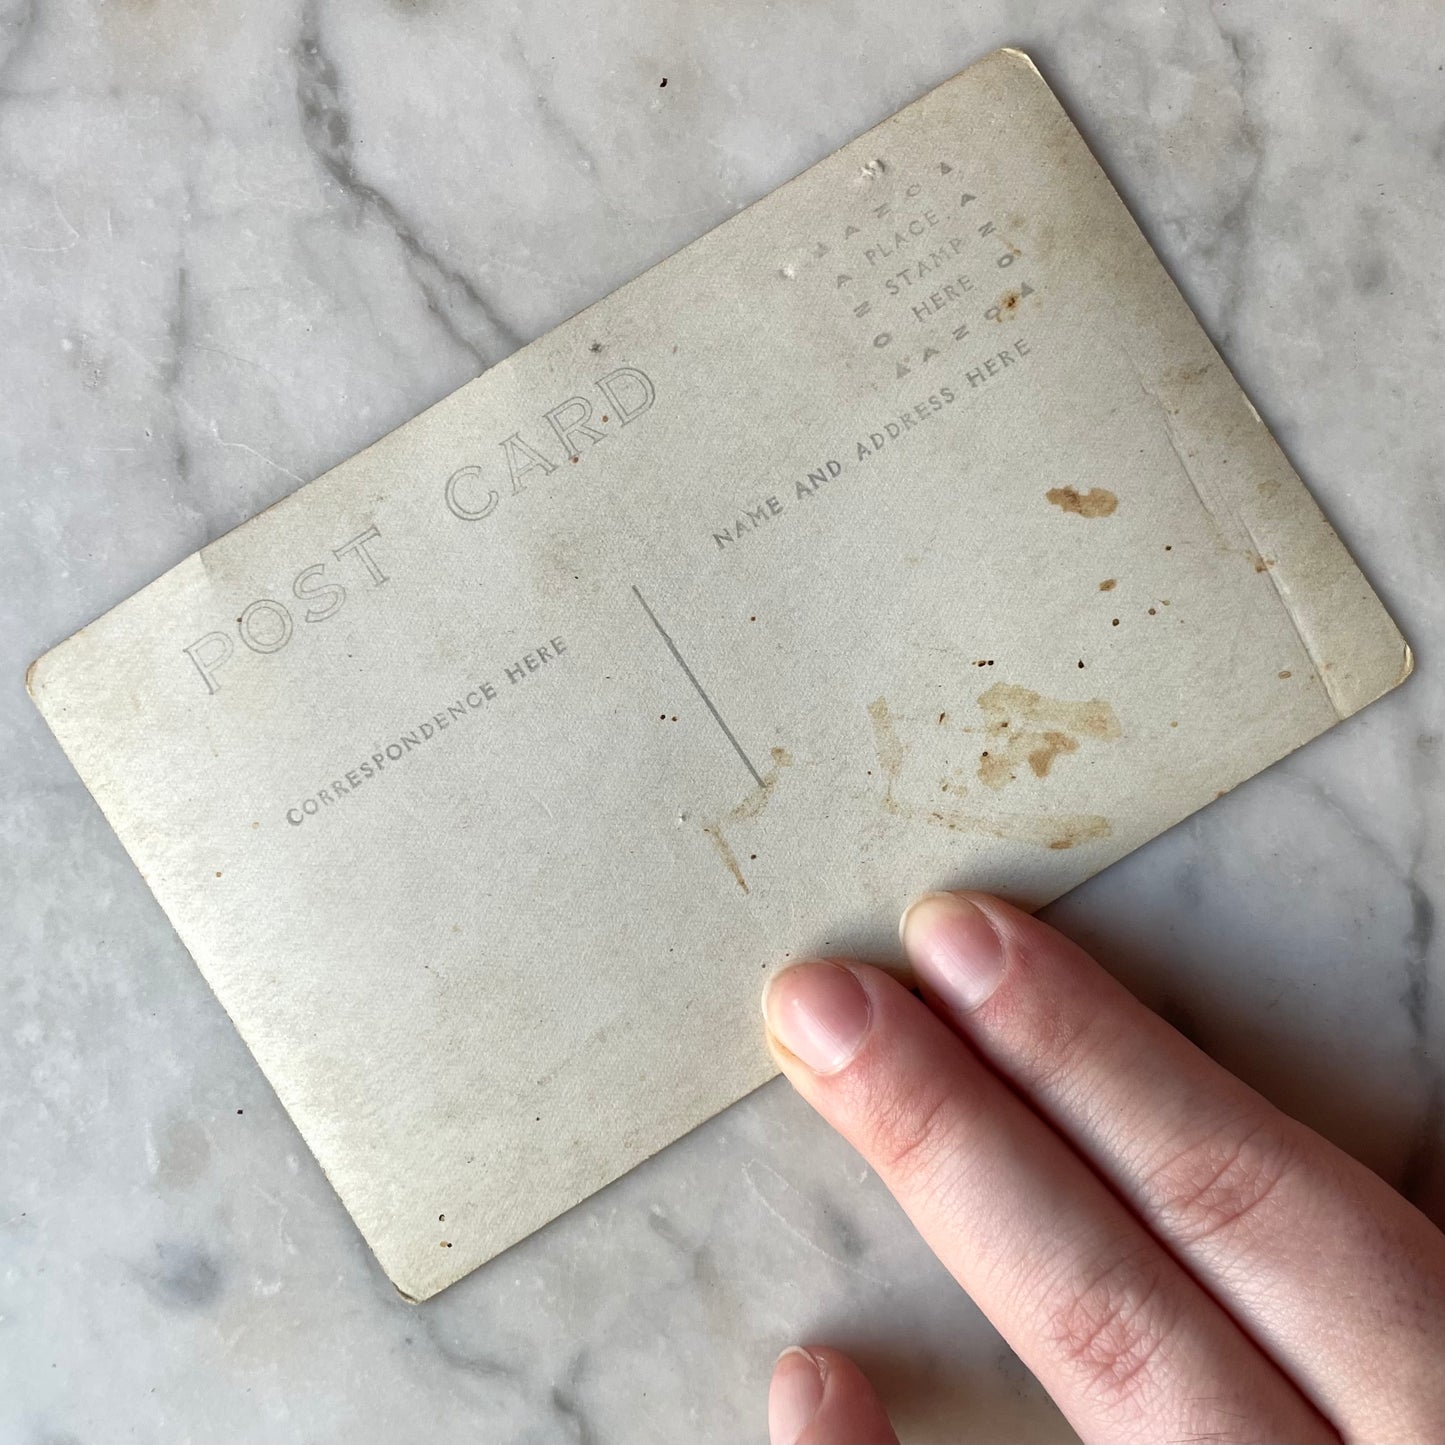 POST CARD
CORRESPONDENCE HERE
A Z O A
PLACE A
STAMP
HERE
A Z O A
NAME AND ADDRESS HERE